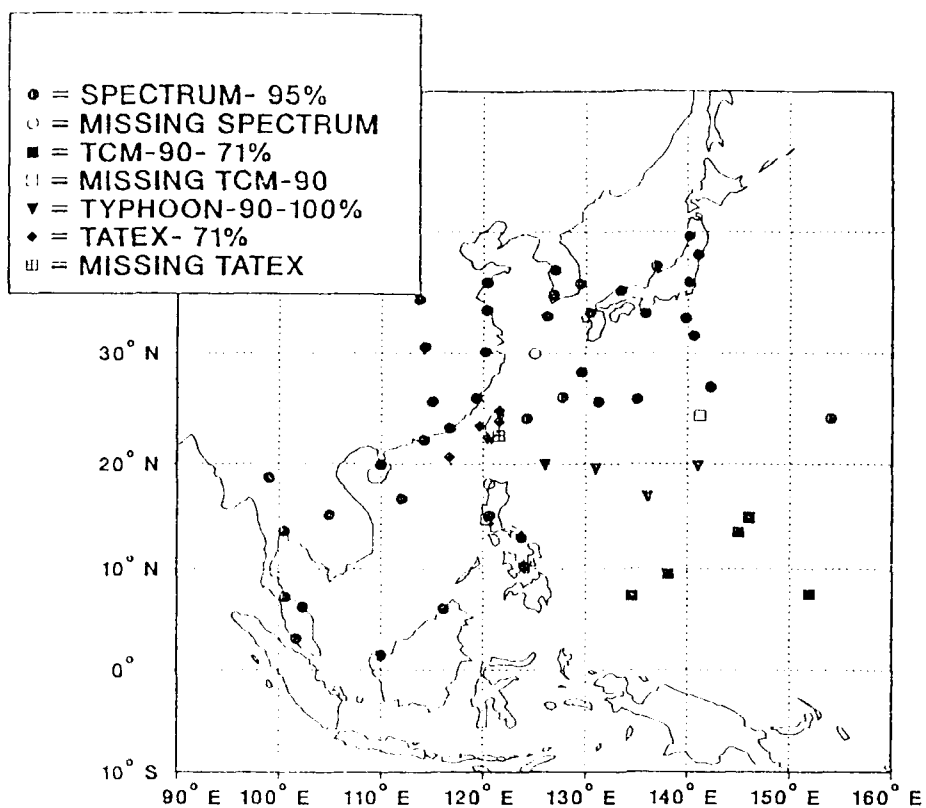 ● = SPECTRUM- 95%
○ = MISSING SPECTRUM
■ = TCM-90- 71%
□ = MISSING TCM-90
▼ = TYPHOON-90-100%
◆ = TATEX- 71%
⊞ = MISSING TATEX
30° N
20° N
10° N
0°
10° S
90° E 100° E 110° E 120° E 130° E 140° E 150° E 160° E